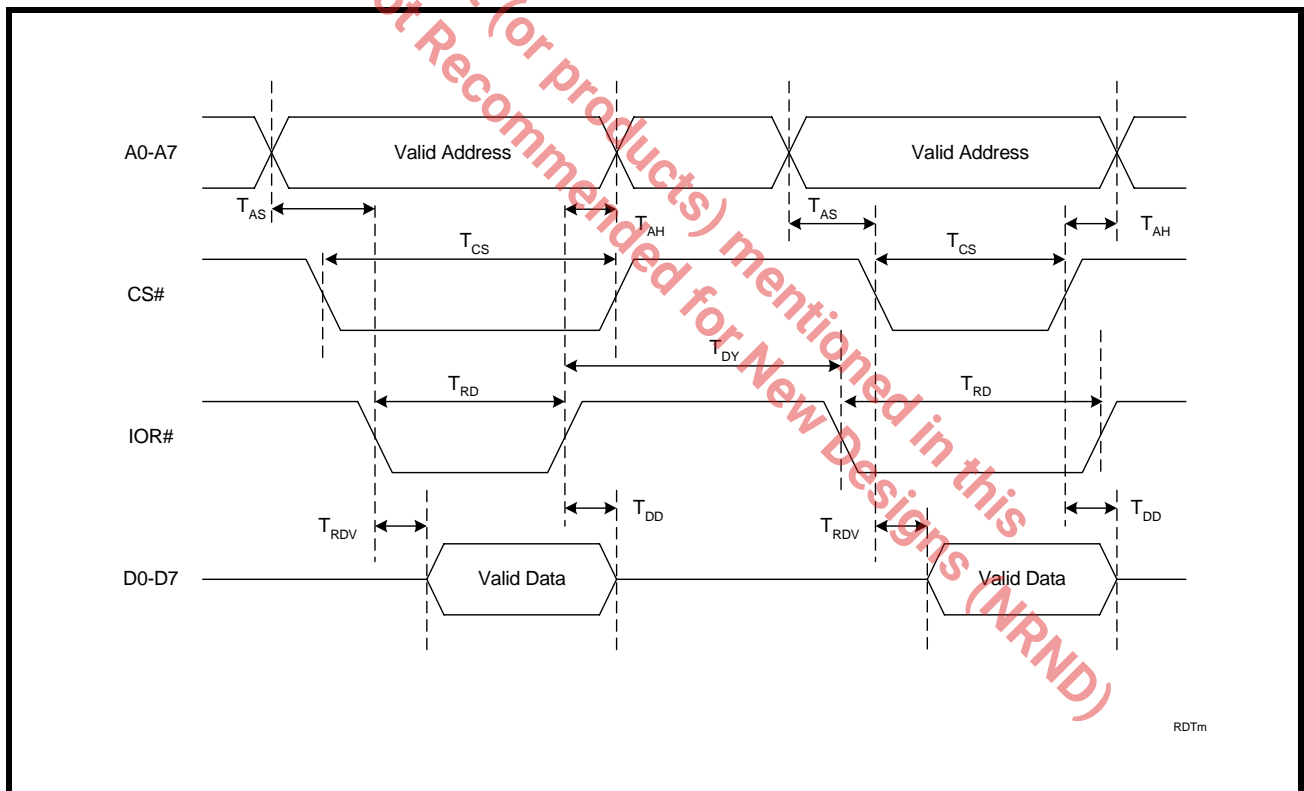 (or products) mentioned in this
ot Recommended for New Designs (NRND)
A0-A7
Valid Address
Valid Address
TAS
TAH
TAS
TAH
TCS
TCS
CS#
TDY
TRD
TRD
IOR#
TRDV
TDD
TRDV
TDD
D0-D7
Valid Data
Valid Data
RDTm